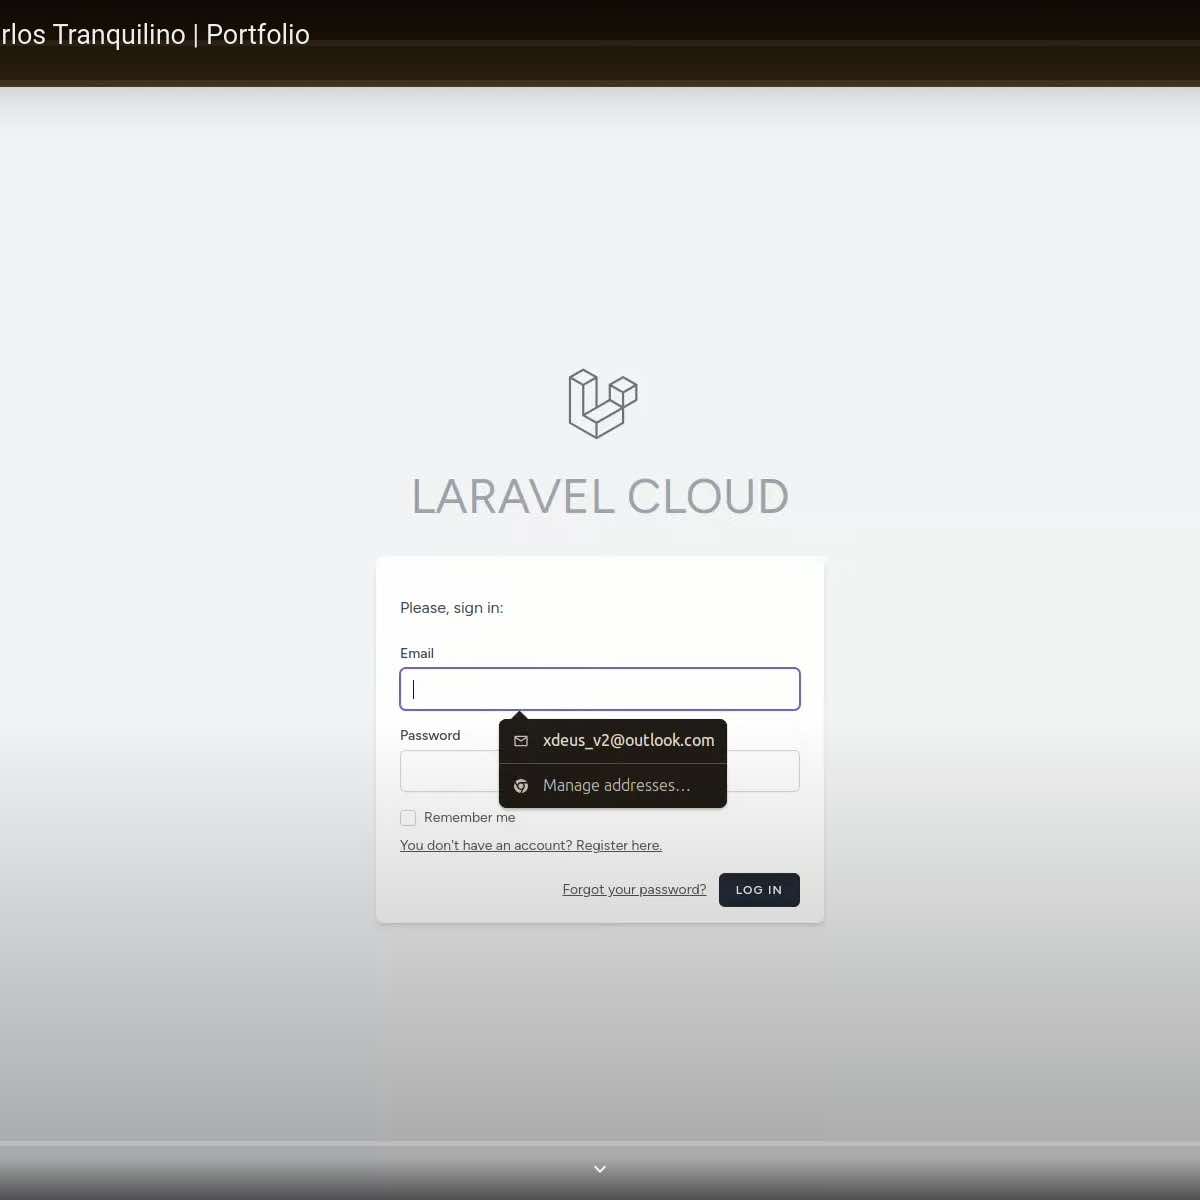 rlos Tranquilino | Portfolio
LARAVEL CLOUD
Please, sign in:
Email
xdeus_v2@outlook.com
Password
Manage addresses...
Remember me
You don't have an account? Register here.
Forgot your password?
LOG IN